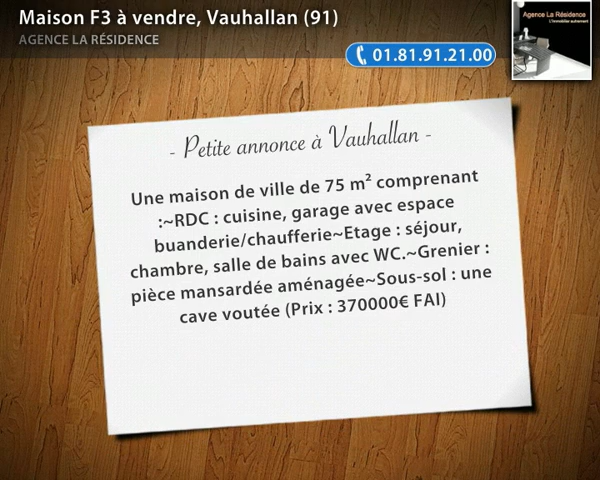 Maison F3 à vendre, Vauhallan (91)
AGENCE LA RÉSIDENCE
01.81.91.21.00
Agence La Résidence
L'immobilier autrement
- Petite annonce à Vauhallan -
Une maison de ville de 75 m² comprenant
:~RDC : cuisine, garage avec espace
buanderie/chaufferie~Etage : séjour,
chambre, salle de bains avec WC.~Grenier :
pièce mansardée aménagée~Sous-sol : une
cave voutée (Prix : 370000€ FAI)